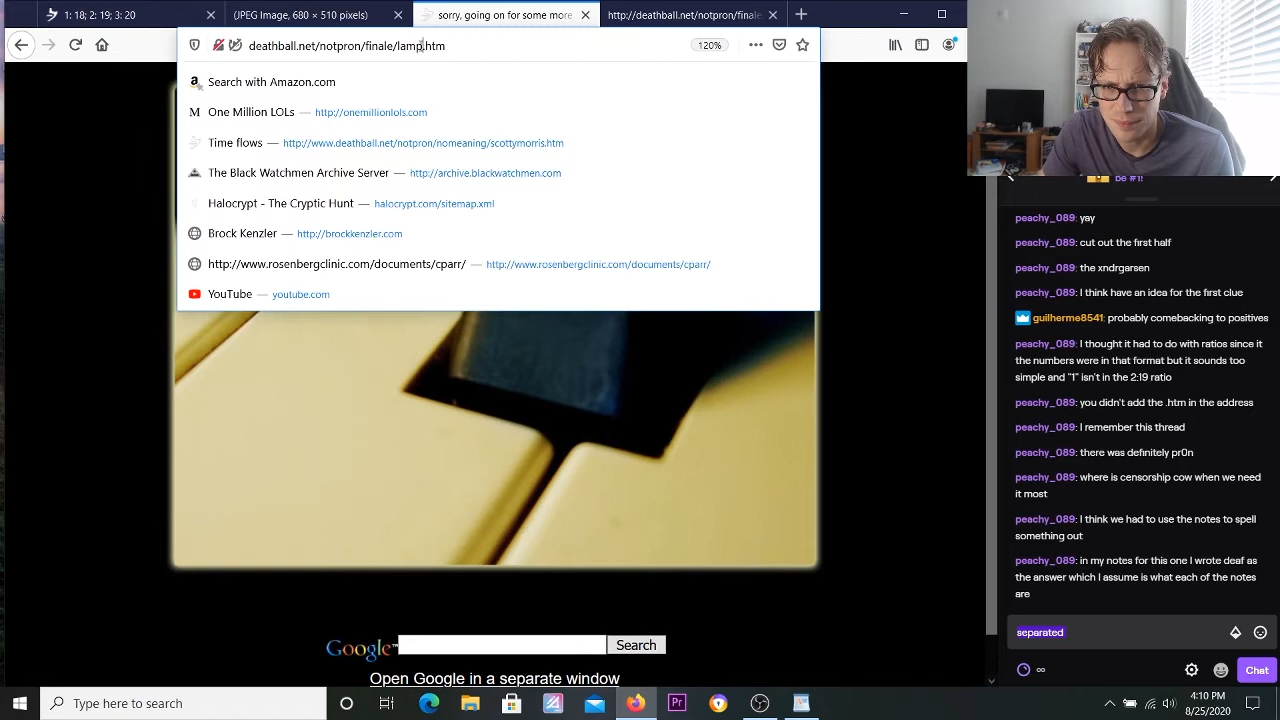 1: 18; 2: 19; 3: 20
(JPEG Image, 660 × 510 pixels)
sorry, going on for some more
http://deathball.net/notpron/finale
deathball.net/notpron/finale/lamp.htm
120%
Search with Amazon.com
One Million LOLs — http://onemillionlols.com
Time flows — http://www.deathball.net/notpron/nomeaning/scottymorris.htm
The Black Watchmen Archive Server — http://archive.blackwatchmen.com
Halocrypt - The Cryptic Hunt — halocrypt.com/sitemap.xml
Brock Kenzler — http://brockkenzler.com
http://www.rosenbergclinic.com/documents/cparr/ — http://www.rosenbergclinic.com/documents/cparr/
YouTube — youtube.com
Google™
Search
Open Google in a separate window
be #1!
peachy_089: yay
peachy_089: cut out the first half
peachy_089: the xndrgarsen
peachy_089: I think have an idea for the first clue
guilherme8541: probably comebacking to positives
peachy_089: I thought it had to do with ratios since it
the numbers were in that format but it sounds too
simple and "1" isn't in the 2:19 ratio
peachy_089: you didn't add the .htm in the address
peachy_089: I remember this thread
peachy_089: there was definitely pr0n
peachy_089: where is censorship cow when we need
it most
peachy_089: I think we had to use the notes to spell
something out
peachy_089: in my notes for this one I wrote deaf as
the answer which I assume is what each of the notes
are
separated
∞
Chat
Type here to search
Pr
4:10 PM
8/25/2020